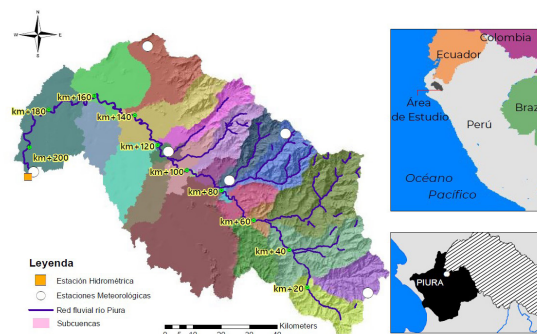 N
W
E
S
km+160
km+180
km+140
km+120
km+200
km+100
km+80
km+60
km+40
km+20
Leyenda
Estación Hidrométrica
Estaciones Meteorológicas
Red fluvial río Piura
Subcuencas
Kilometers
Colombia
Ecuador
Área
de Estudio
Perú
Braz
Océano
Pacífico
PIURA